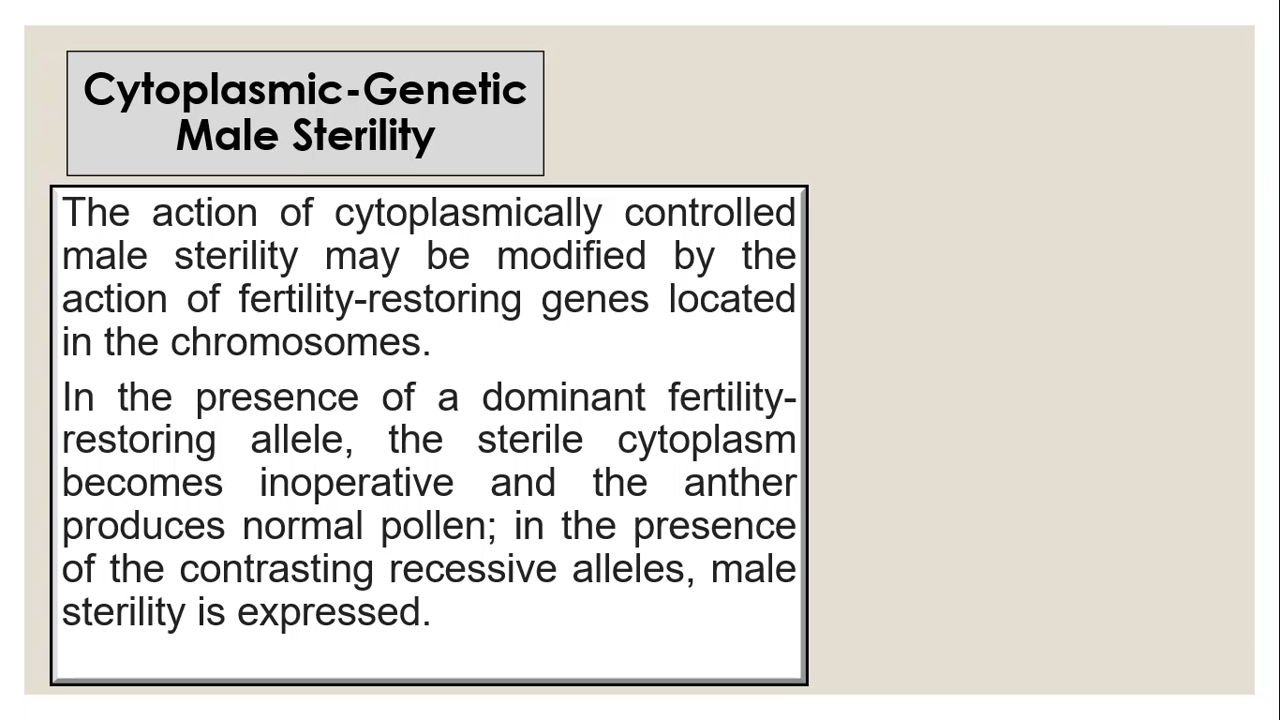 Cytoplasmic-Genetic
Male Sterility
The action of cytoplasmically controlled
male sterility may be modified by the
action of fertility-restoring genes located
in the chromosomes.
In the presence of a dominant fertility-
restoring allele, the sterile cytoplasm
becomes inoperative and the anther
produces normal pollen; in the presence
of the contrasting recessive alleles, male
sterility is expressed.